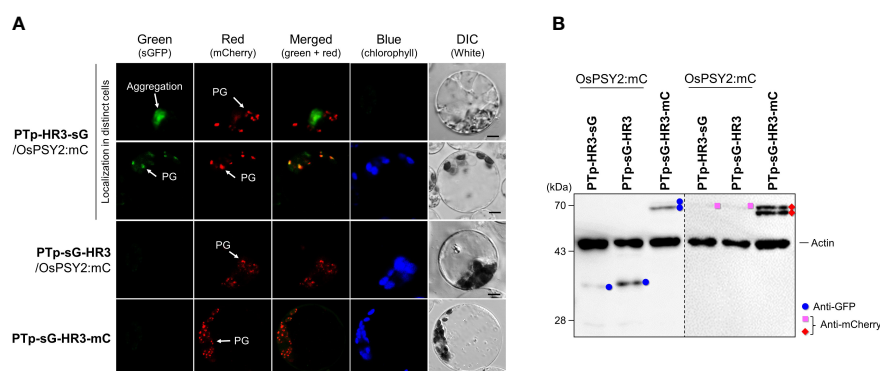 A
Green
(sGFP)
Red
(mCherry)
Merged
(green + red)
Blue
(chlorophyll)
DIC
(White)
Localization in distinct cells
PTp-HR3-sG
/OsPSY2:mC
Aggregation
PG
PG
PG
PTp-sG-HR3
/OsPSY2:mC
PG
PTp-sG-HR3-mC
PG
B
OsPSY2:mC
OsPSY2:mC
PTp-HR3-sG
PTp-sG-HR3
PTp-sG-HR3-mC
PTp-HR3-sG
PTp-sG-HR3
PTp-sG-HR3-mC
(kDa)
70
43
28
Actin
Anti-GFP
Anti-mCherry